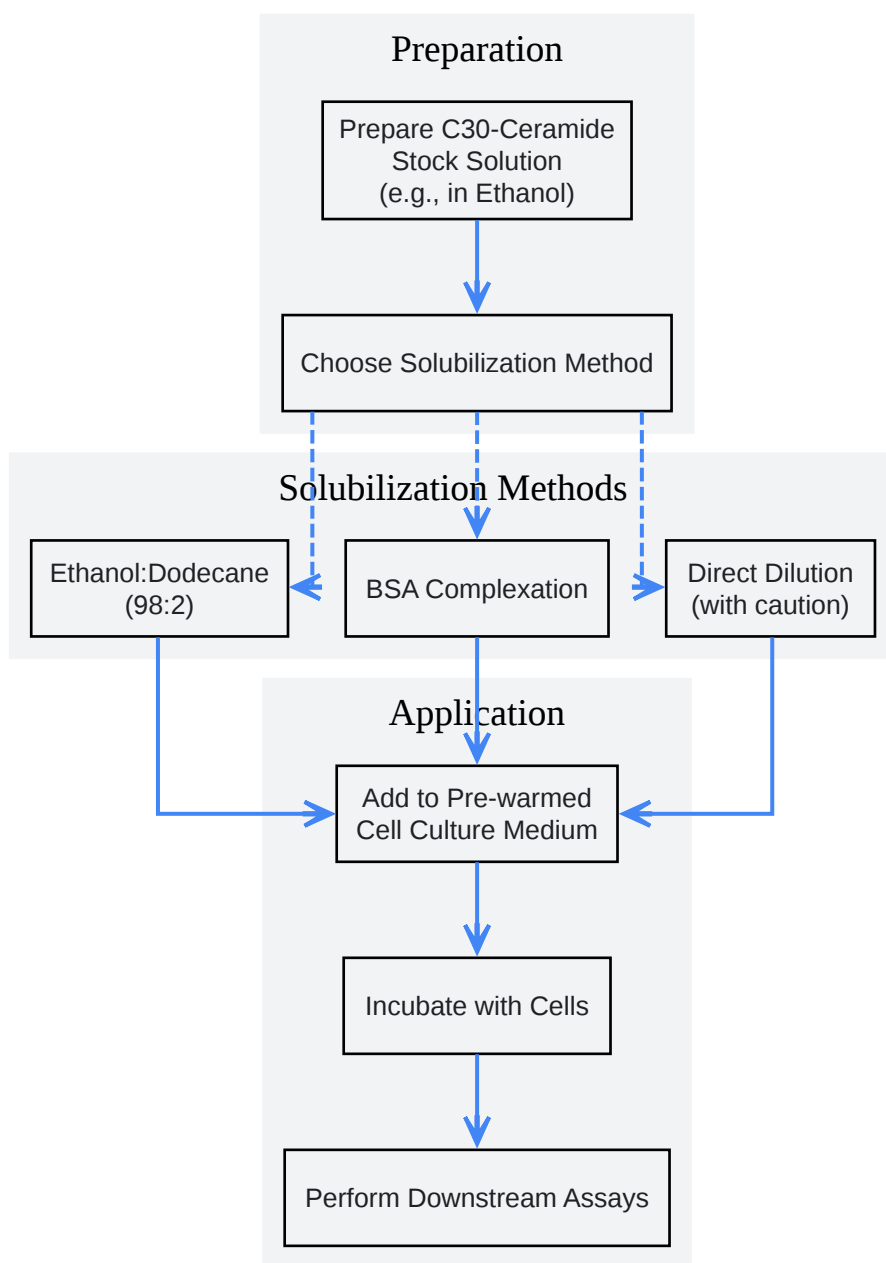 Preparation
Prepare C30-Ceramide
Stock Solution
(e.g., in Ethanol)
Choose Solubilization Method
Solubilization Methods
Ethanol:Dodecane
(98:2)
BSA Complexation
Direct Dilution
(with caution)
Application
Add to Pre-warmed
Cell Culture Medium
Incubate with Cells
Perform Downstream Assays